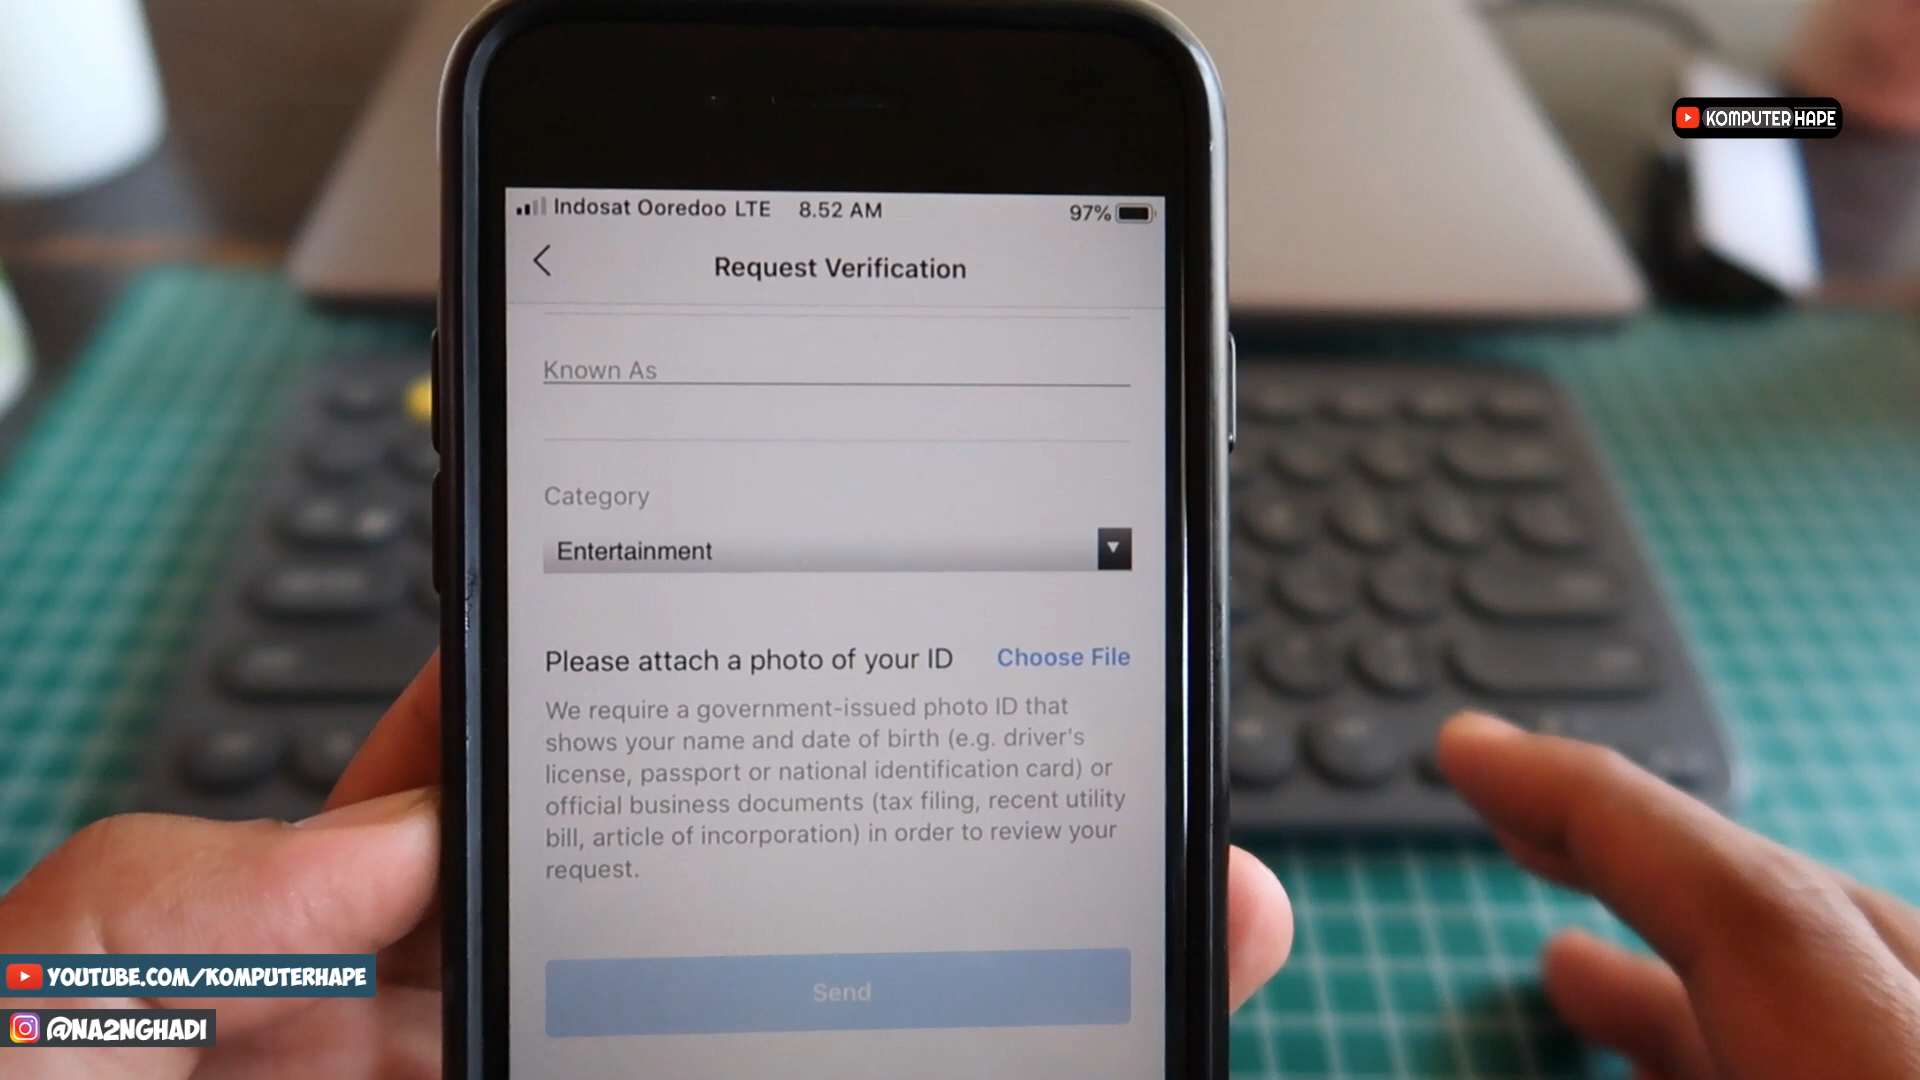 KOMPUTER HAPE
Indosat Ooredoo LTE 8.52 AM 97%
Request Verification
Known As
Category
Entertainment
Please attach a photo of your ID Choose File
We require a government-issued photo ID that
shows your name and date of birth (e.g. driver's
license, passport or national identification card) or
official business documents (tax filing, recent utility
bill, article of incorporation) in order to review your
request.
Send
YOUTUBE.COM/KOMPUTERHAPE
@NA2NGHADI